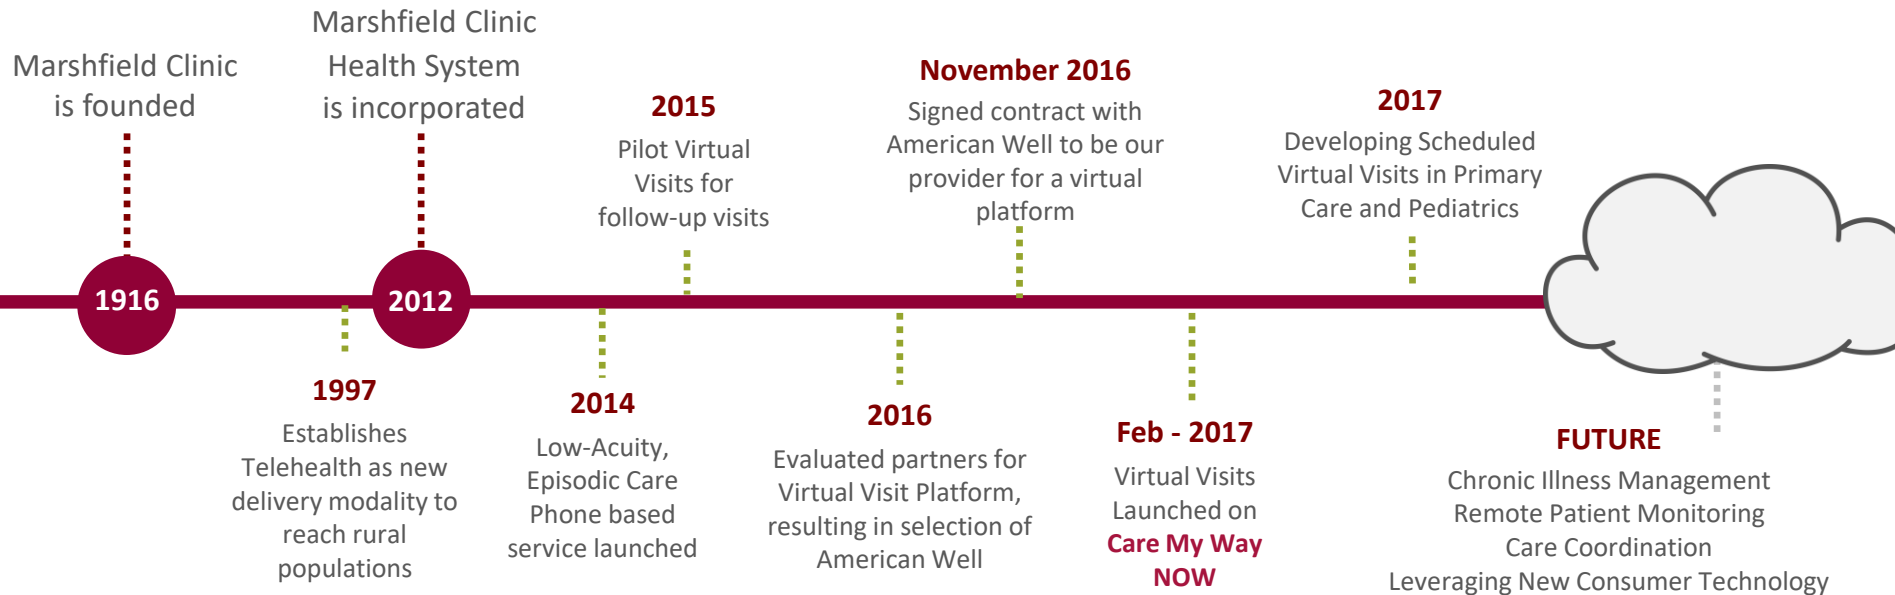 Marshfield Clinic
is founded
1916
1997
Establishes
Telehealth as new
delivery modality to
reach rural
populations
Marshfield Clinic
Health System
is incorporated
2012
2014
Low-Acuity,
Episodic Care
Phone based
service launched
2015
Pilot Virtual
Visits for
follow-up visits
2016
Evaluated partners for
Virtual Visit Platform,
resulting in selection of
American Well
November 2016
Signed contract with
American Well to be our
provider for a virtual
platform
Feb - 2017
Virtual Visits
Launched on
Care My Way
NOW
2017
Developing Scheduled
Virtual Visits in Primary
Care and Pediatrics
FUTURE
Chronic Illness Management
Remote Patient Monitoring
Care Coordination
Leveraging New Consumer Technology